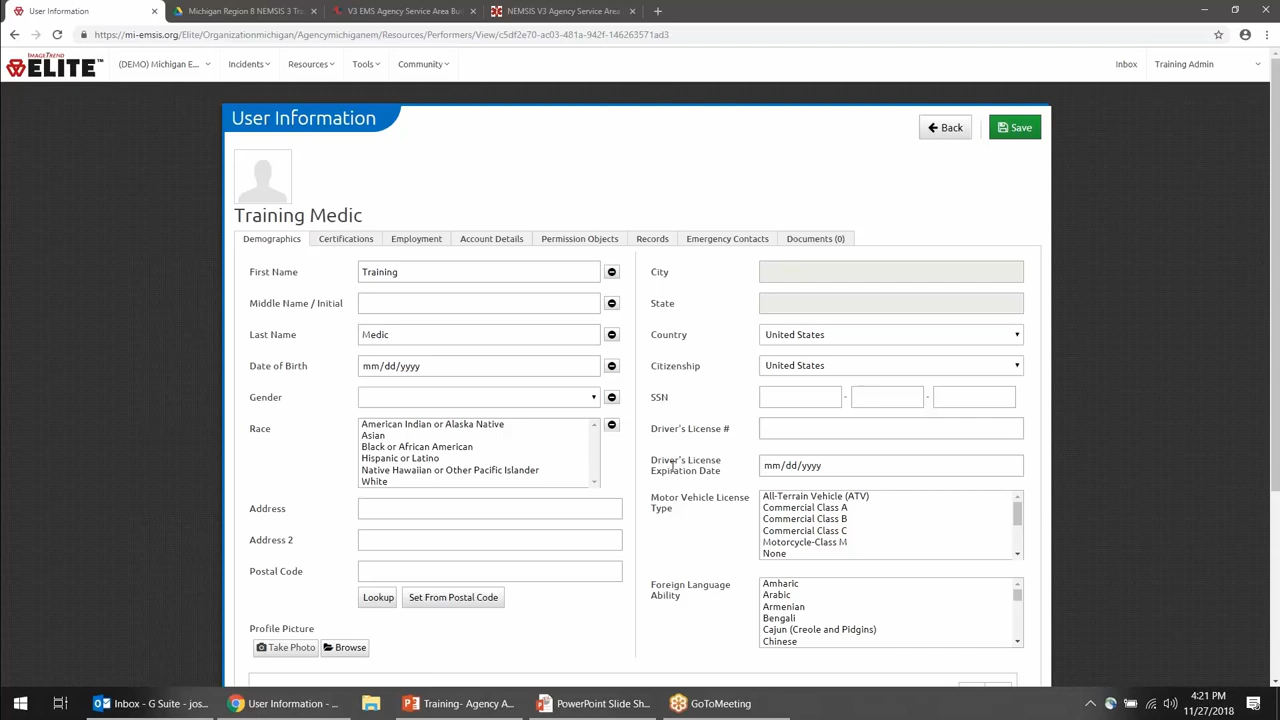 User Information
Michigan Region 8 NEMSIS 3 Tra
V3 EMS Agency Service Area Bu
NEMSIS V3 Agency Service Area
https://mi-emsis.org/Elite/Organizationmichigan/Agencymichiganem/Resources/Performers/View/c5df2e70-ac03-481a-942f-146263571ad3
IMAGETREND
ELITE™
(DEMO) Michigan E...
Incidents
Resources
Tools
Community
Inbox
Training Admin
User Information
Back
Save
Training Medic
Demographics
Certifications
Employment
Account Details
Permission Objects
Records
Emergency Contacts
Documents (0)
First Name
Training
Middle Name / Initial
Last Name
Medic
Date of Birth
mm/dd/yyyy
Gender
Race
American Indian or Alaska Native
Asian
Black or African American
Hispanic or Latino
Native Hawaiian or Other Pacific Islander
White
Address
Address 2
Postal Code
Lookup
Set From Postal Code
Profile Picture
Take Photo
Browse
City
State
Country
United States
Citizenship
United States
SSN
-
-
Driver's License #
Driver's License
Expiration Date
mm/dd/yyyy
Motor Vehicle License
Type
All-Terrain Vehicle (ATV)
Commercial Class A
Commercial Class B
Commercial Class C
Motorcycle-Class M
None
Foreign Language
Ability
Amharic
Arabic
Armenian
Bengali
Cajun (Creole and Pidgins)
Chinese
Inbox - G Suite - jos...
User Information - ...
Training- Agency A...
PowerPoint Slide Sh...
GoToMeeting
4:21 PM
11/27/2018